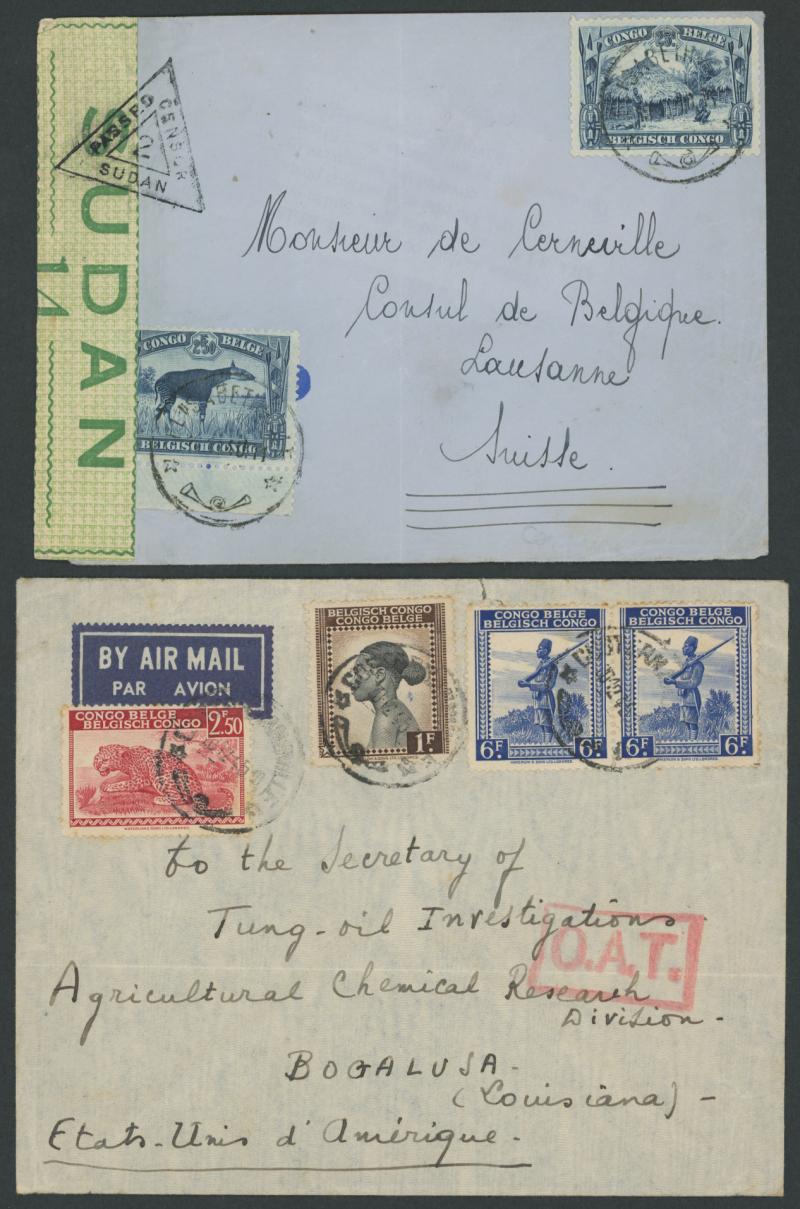 SUDAN
14
PASSED
CENSOR
SUDAN
CONGO BELGE
BELGISCH CONGO
Monsieur de Cerneville
Consul de Belgique.
Lausanne
Suisse.
CONGO BELGE
2F50
BELGISCH CONGO
BY AIR MAIL
PAR AVION
BELGISCH CONGO
CONGO BELGE
1F
CONGO BELGE
BELGISCH CONGO
6F 6F
CONGO BELGE
BELGISCH CONGO
6F 6F
CONGO BELGE
BELGISCH CONGO
2F50
to the Secretary of
Tung-oil Investigations
O.A.T.
Agricultural Chemical Research
Division-
BOGALUSA-
(Louisiana)-
Etats-Unis d'Amérique.-